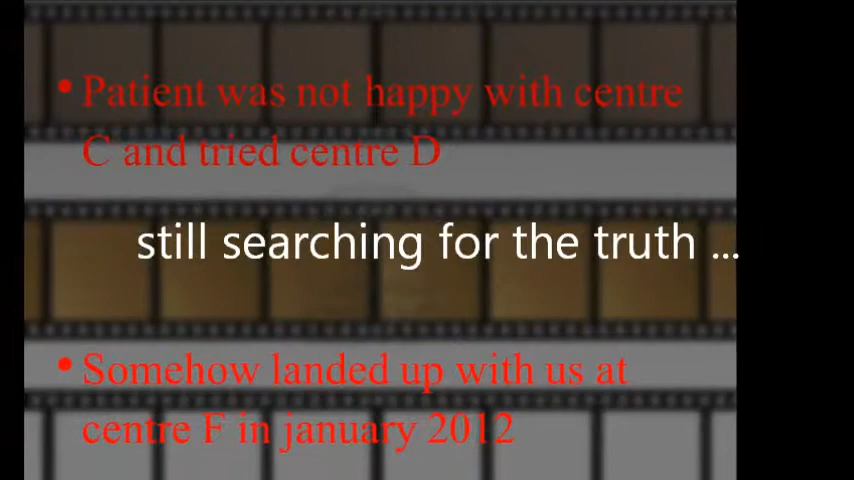 • Patient was not happy with centre
C and tried centre D
still searching for the truth ...
• Somehow landed up with us at
centre F in january 2012